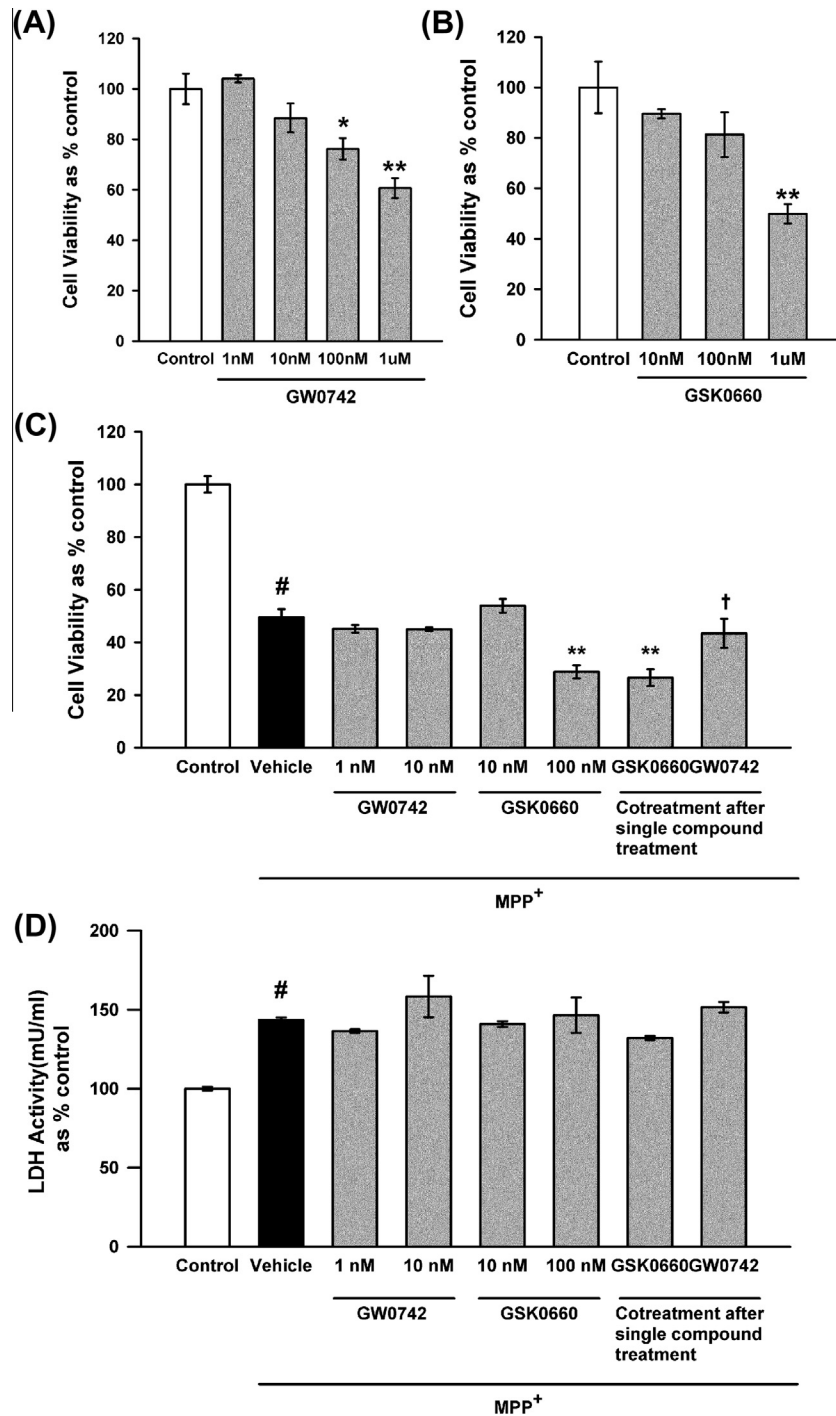 (A)
Cell Viability as % control
120
100
80
60
40
20
0
*
**
Control 1nM 10nM 100nM 1uM
GW0742
(B)
Cell Viability as % control
120
100
80
60
40
20
0
**
Control 10nM 100nM 1uM
GSK0660
(C)
Cell Viability as % control
120
100
80
60
40
20
0
#
**
**
†
Control Vehicle 1 nM 10 nM 10 nM 100 nM GSK0660GW0742
GW0742 GSK0660 Cotreatment after
single compound
treatment
MPP+
(D)
LDH Activity(mU/ml)
as % control
200
150
100
50
0
#
Control Vehicle 1 nM 10 nM 10 nM 100 nM GSK0660GW0742
GW0742 GSK0660 Cotreatment after
single compound
treatment
MPP+